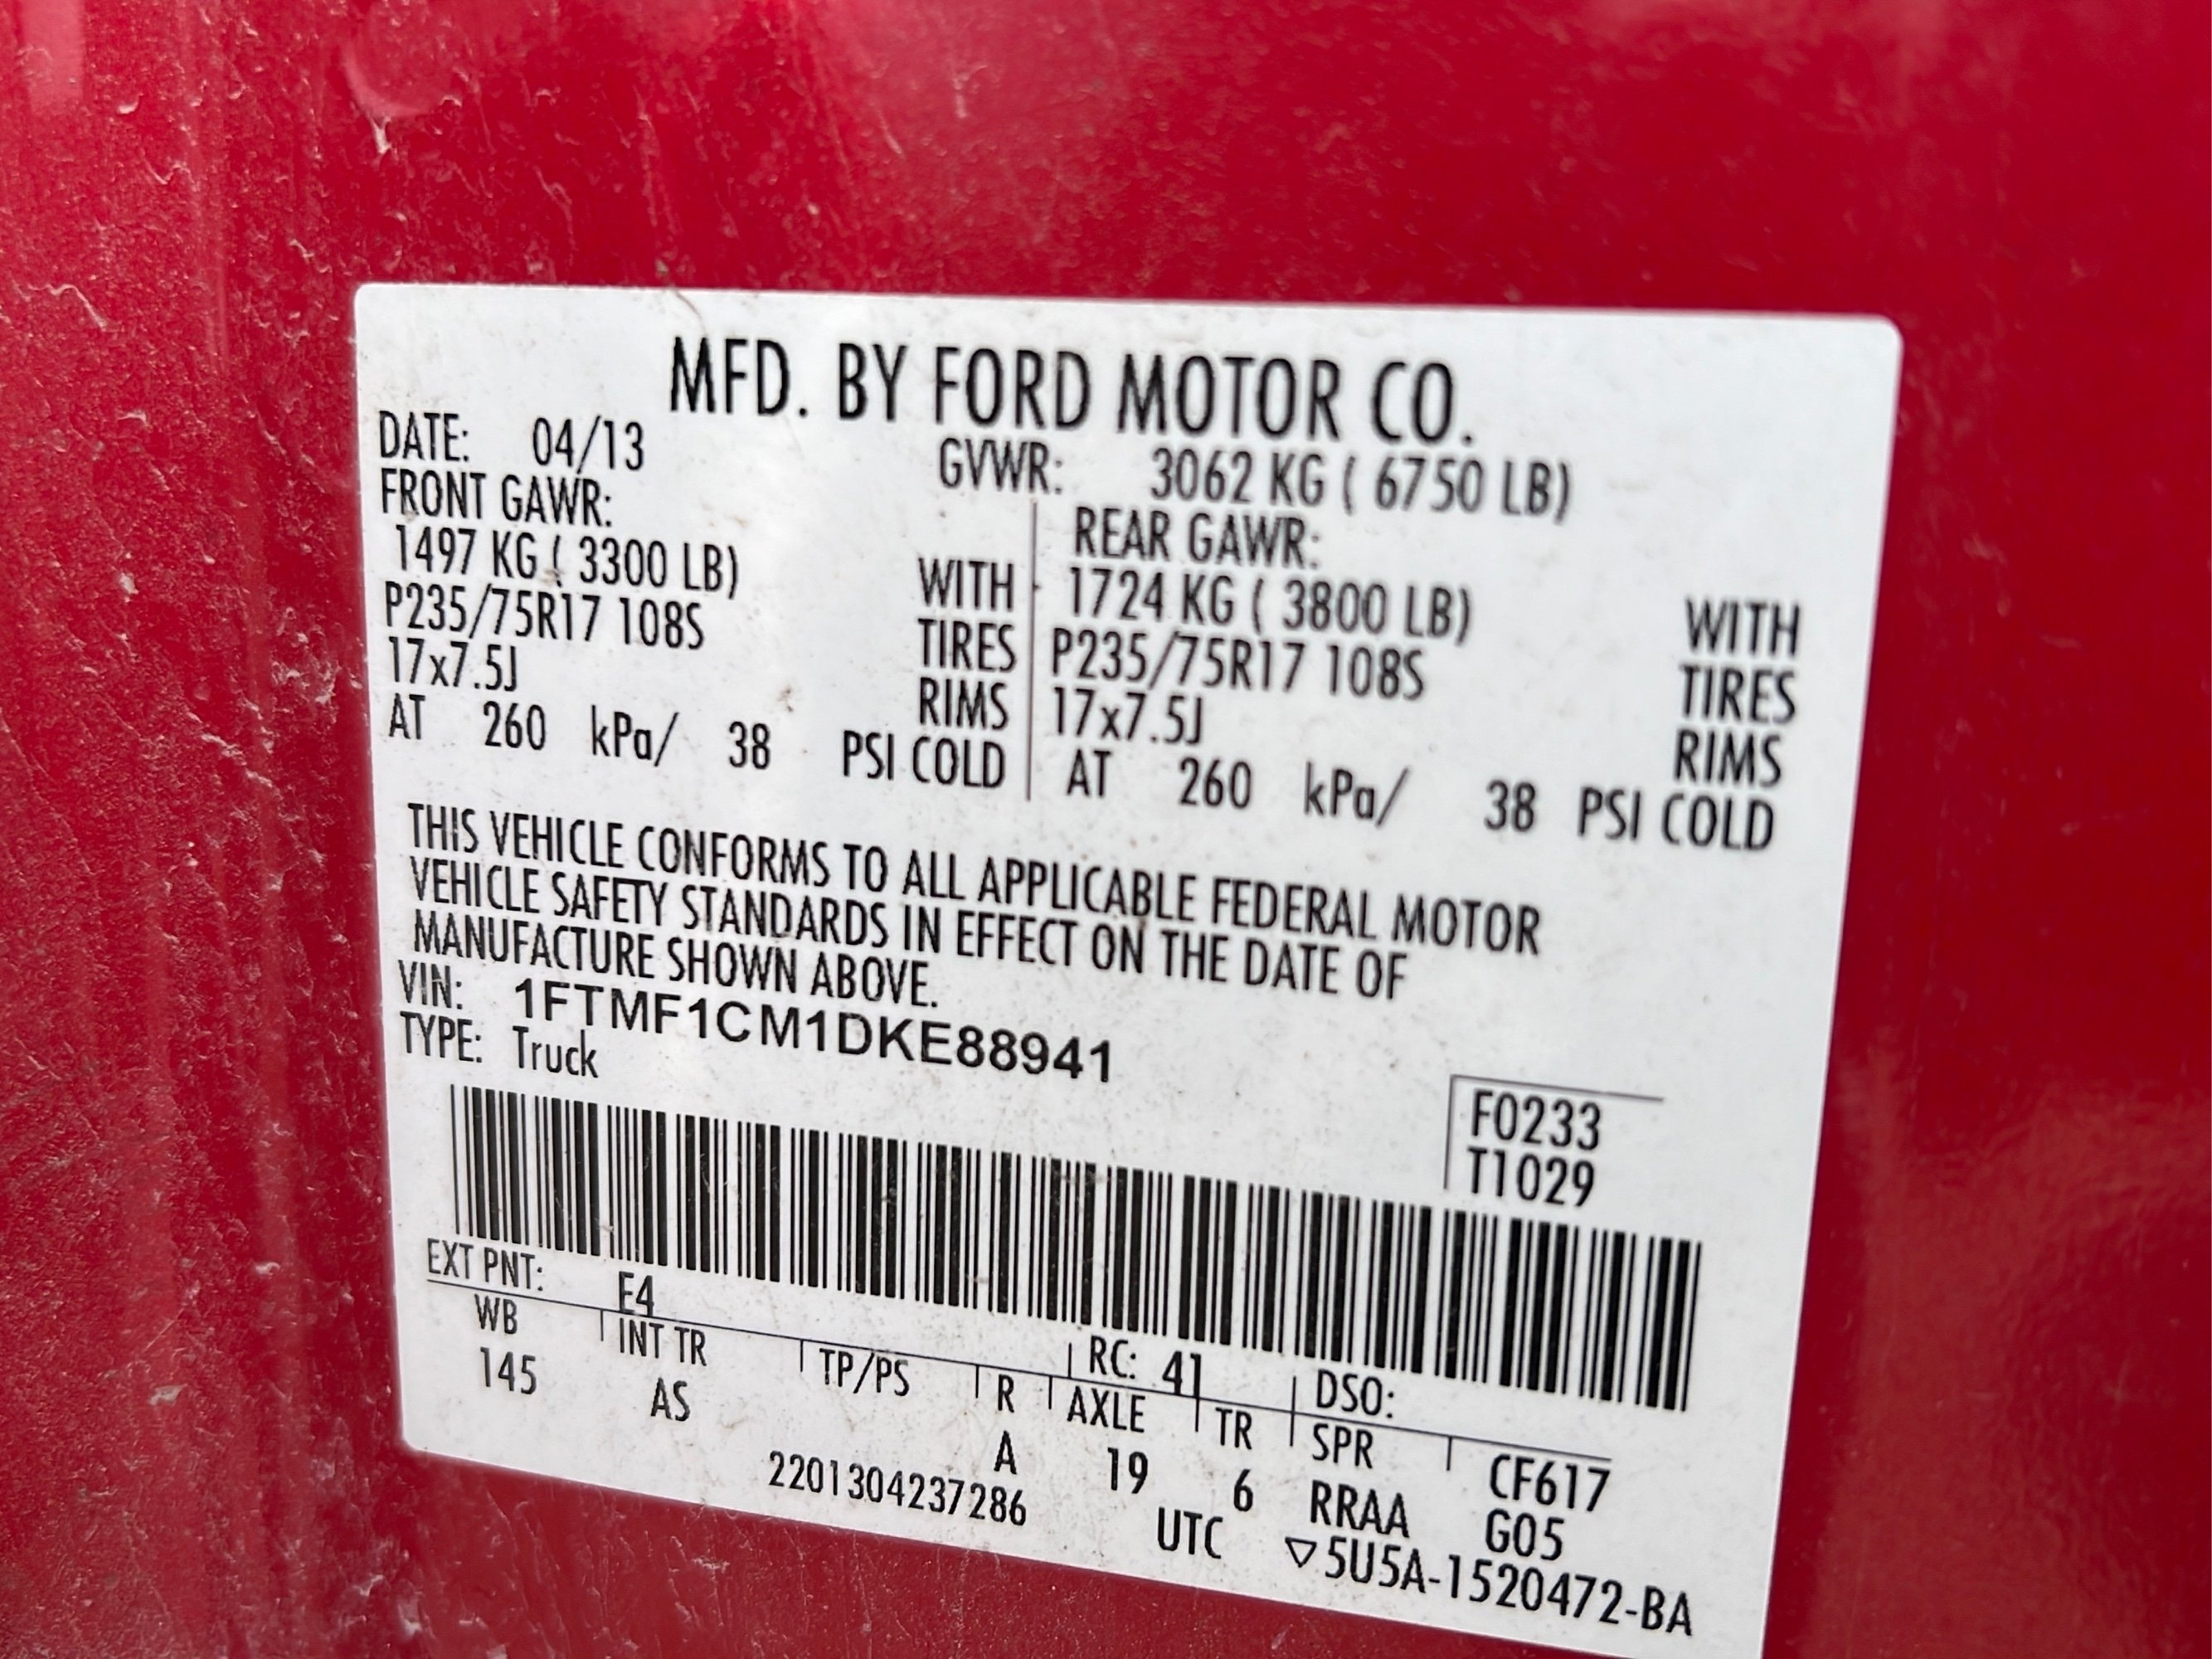 MFD. BY FORD MOTOR CO.
DATE: 04/13 GVWR: 3062 KG ( 6750 LB)
FRONT GAWR: REAR GAWR:
1497 KG ( 3300 LB) WITH 1724 KG ( 3800 LB) WITH
P235/75R17 108S TIRES P235/75R17 108S TIRES
17x7.5J RIMS 17x7.5J RIMS
AT 260 kPa/ 38 PSI COLD AT 260 kPa/ 38 PSI COLD
THIS VEHICLE CONFORMS TO ALL APPLICABLE FEDERAL MOTOR
VEHICLE SAFETY STANDARDS IN EFFECT ON THE DATE OF
MANUFACTURE SHOWN ABOVE.
VIN: 1FTMF1CM1DKE88941
TYPE: Truck
F0233
T1029
EXT PNT: E4 RC: 41 DSO:
WB INT TR TP/PS R AXLE TR SPR CF617
145 AS A 19 6 RRAA G05
2201304237286 UTC ▽5U5A-1520472-BA